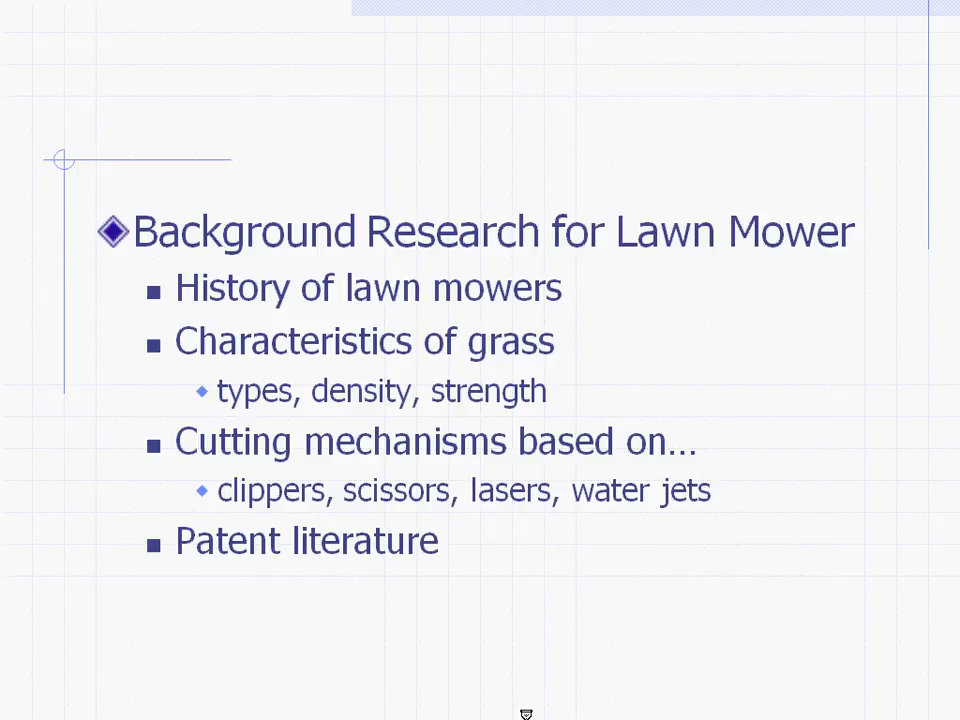 Background Research for Lawn Mower
History of lawn mowers
Characteristics of grass
types, density, strength
Cutting mechanisms based on...
clippers, scissors, lasers, water jets
Patent literature